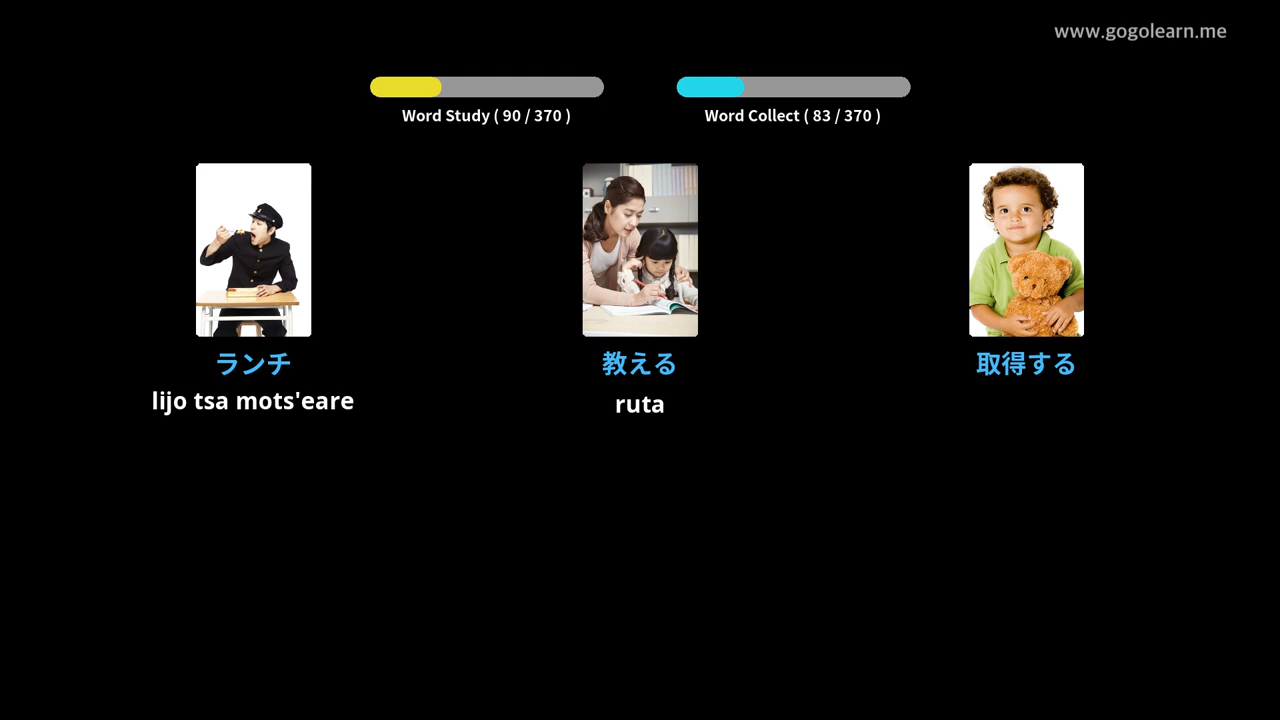 www.gogolearn.me
Word Study ( 90 / 370 )
Word Collect ( 83 / 370 )
ランチ
lijo tsa mots'eare
教える
ruta
取得する